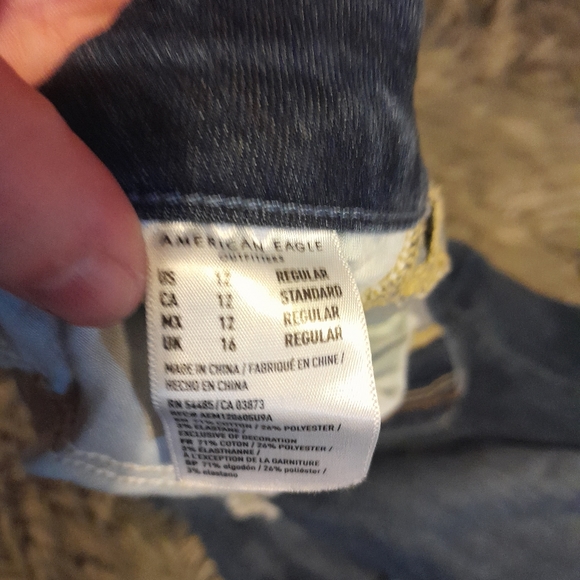 AMERICAN EAGLE
OUTFITTERS
US 12 REGULAR
CA 12 STANDARD
MX 12 REGULAR
UK 16 REGULAR
MADE IN CHINA / FABRIQUÉ EN CHINE /
HECHO EN CHINA
RN 54485 / CA 03873
71% COTTON / 26% POLYESTER /
3% ELASTANE /
EXCLUSIVE OF DECORATION
FR 71% COTON / 26% POLYESTER /
3% ÉLASTHANNE /
À L'EXCEPTION DE LA GARNITURE
SP 71% algodón / 26% poliéster /
3% elastano